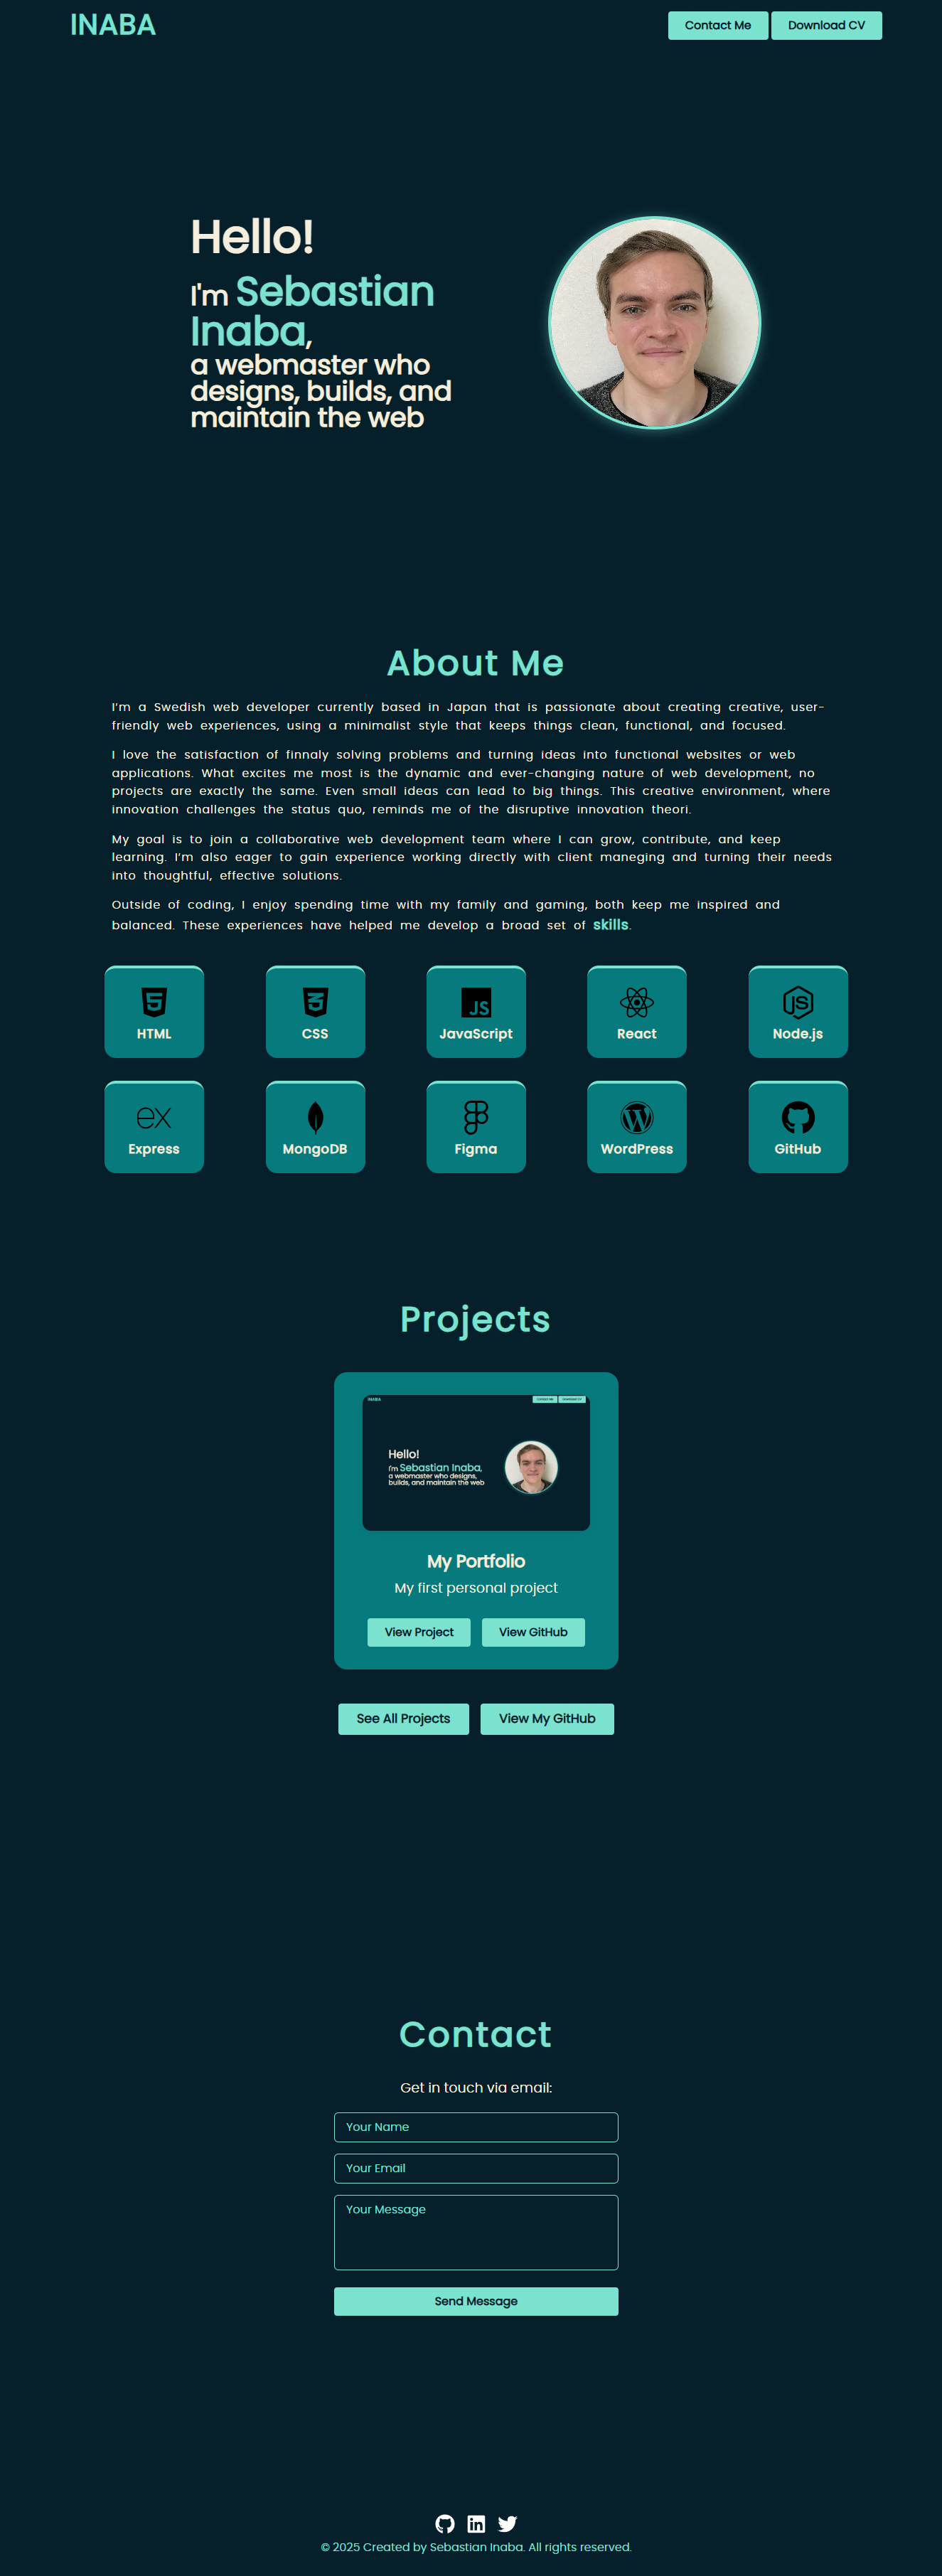 INABA
Contact Me
Download CV
Hello!
I'm Sebastian
Inaba,
a webmaster who
designs, builds, and
maintain the web
About Me
I'm a Swedish web developer currently based in Japan that is passionate about creating creative, user-
friendly web experiences, using a minimalist style that keeps things clean, functional, and focused.
I love the satisfaction of finnaly solving problems and turning ideas into functional websites or web
applications. What excites me most is the dynamic and ever-changing nature of web development, no
projects are exactly the same. Even small ideas can lead to big things. This creative environment, where
innovation challenges the status quo, reminds me of the disruptive innovation theori.
My goal is to join a collaborative web development team where I can grow, contribute, and keep
learning. I'm also eager to gain experience working directly with client maneging and turning their needs
into thoughtful, effective solutions.
Outside of coding, I enjoy spending time with my family and gaming, both keep me inspired and
balanced. These experiences have helped me develop a broad set of skills.
JS
HTML
CSS
JavaScript
React
Node.js
ex
Express
MongoDB
Figma
WordPress
GitHub
Projects
INABA
Hello!
I'm Sebastian Inaba,
a webmaster who designs,
builds, and maintain the web
My Portfolio
My first personal project
View Project
View GitHub
See All Projects
View My GitHub
Contact
Get in touch via email:
Your Name
Your Email
Your Message
Send Message
© 2025 Created by Sebastian Inaba. All rights reserved.